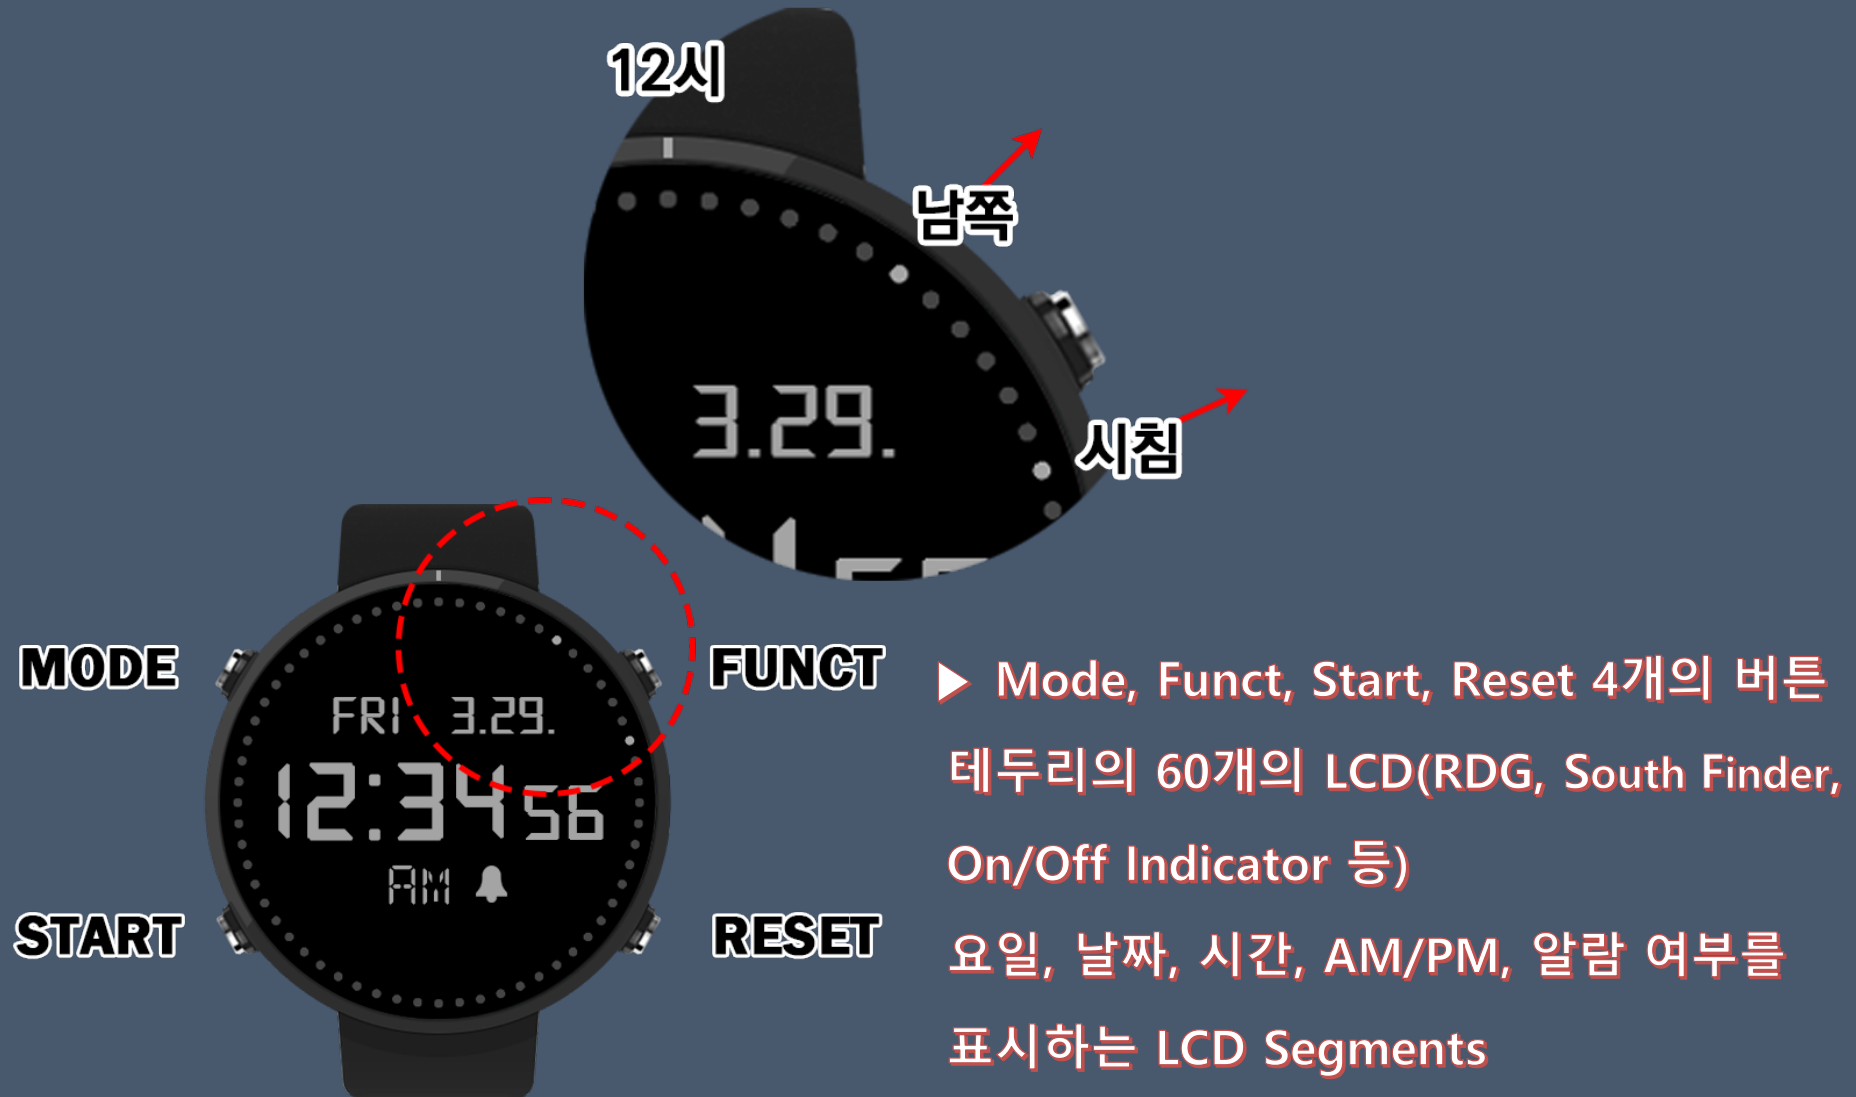 12시
남쪽
3.29.
시침
MODE
FUNCT
FRI 3.29.
12:34 56
AM
START
RESET
▶ Mode, Funct, Start, Reset 4개의 버튼
테두리의 60개의 LCD(RDG, South Finder,
On/Off Indicator 등)
요일, 날짜, 시간, AM/PM, 알람 여부를
표시하는 LCD Segments